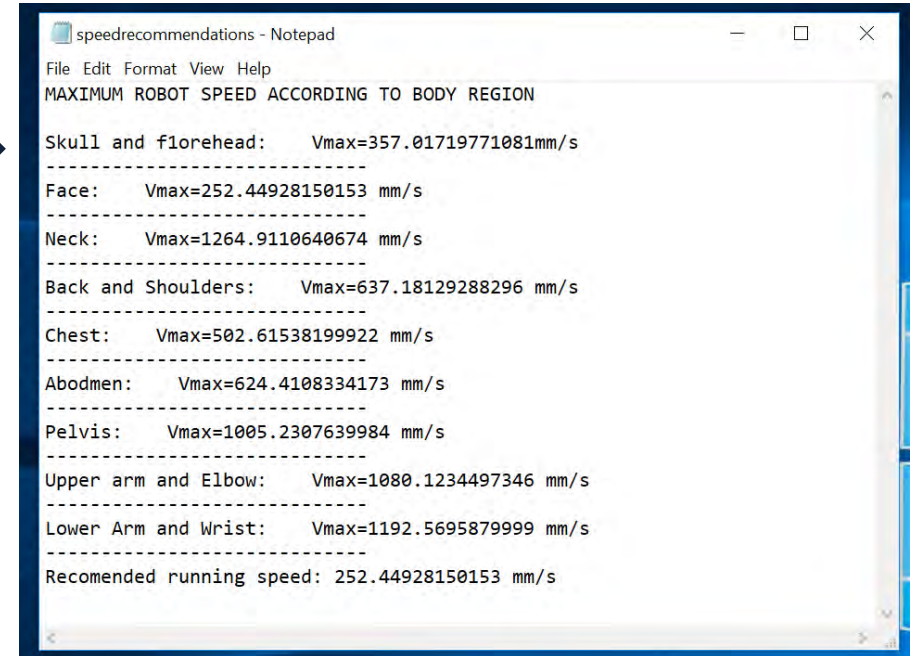 speedrecommendations - Notepad
File Edit Format View Help
MAXIMUM ROBOT SPEED ACCORDING TO BODY REGION
Skull and f1orehead: Vmax=357.01719771081mm/s
-----------------------------
Face: Vmax=252.44928150153 mm/s
-----------------------------
Neck: Vmax=1264.9110640674 mm/s
-----------------------------
Back and Shoulders: Vmax=637.18129288296 mm/s
-----------------------------
Chest: Vmax=502.61538199922 mm/s
-----------------------------
Abodmen: Vmax=624.4108334173 mm/s
-----------------------------
Pelvis: Vmax=1005.2307639984 mm/s
-----------------------------
Upper arm and Elbow: Vmax=1080.1234497346 mm/s
-----------------------------
Lower Arm and Wrist: Vmax=1192.5695879999 mm/s
-----------------------------
Recomended running speed: 252.44928150153 mm/s